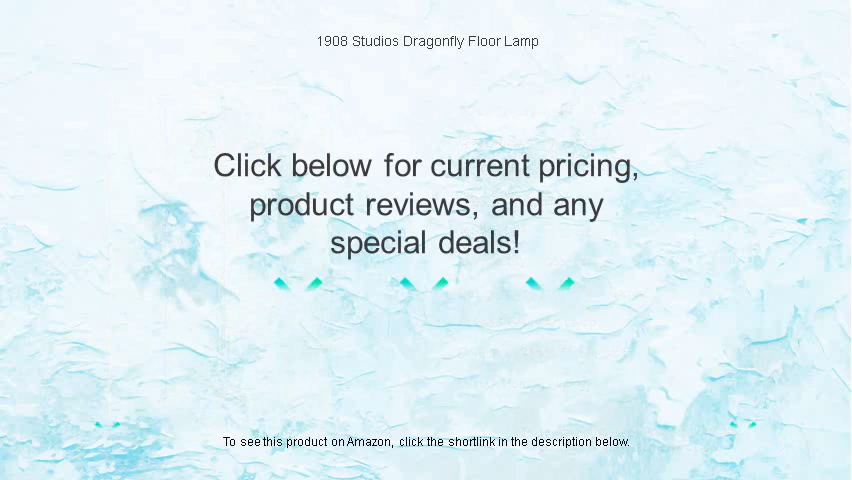 1908 Studios Dragonfly Floor Lamp
Click below for current pricing,
product reviews, and any
special deals!
To see this product on Amazon, click the shortlink in the description below.